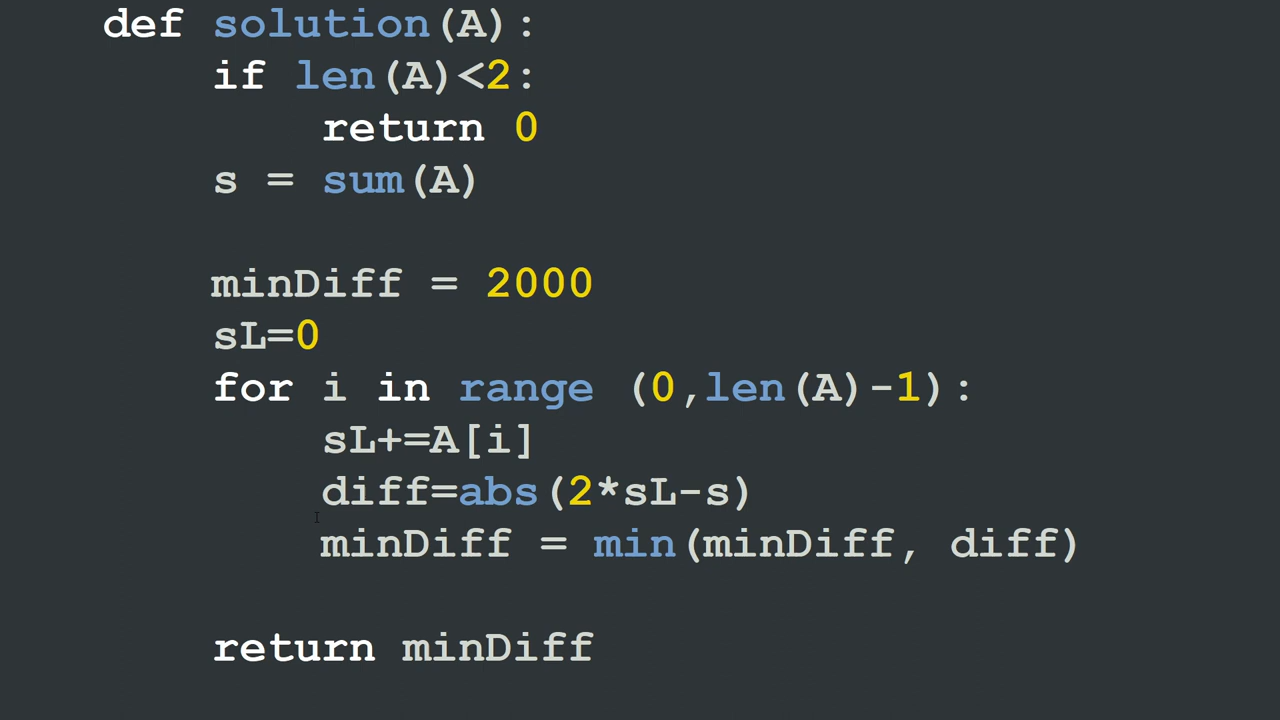 def solution(A):
if len(A)<2:
return 0
s = sum(A)
minDiff = 2000
sL=0
for i in range (0,len(A)-1):
sL+=A[i]
diff=abs(2*sL-s)
minDiff = min(minDiff, diff)
return minDiff